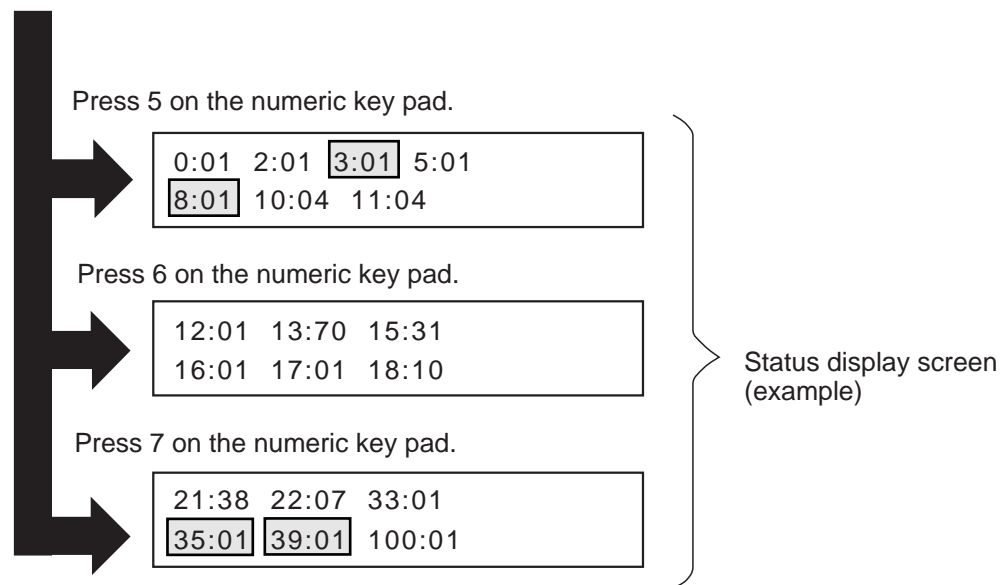 Press 5 on the numeric key pad.
0:01 2:01 3:01 5:01
8:01 10:04 11:04
Press 6 on the numeric key pad.
12:01 13:70 15:31
16:01 17:01 18:10
Status display screen
(example)
Press 7 on the numeric key pad.
21:38 22:07 33:01
35:01 39:01 100:01